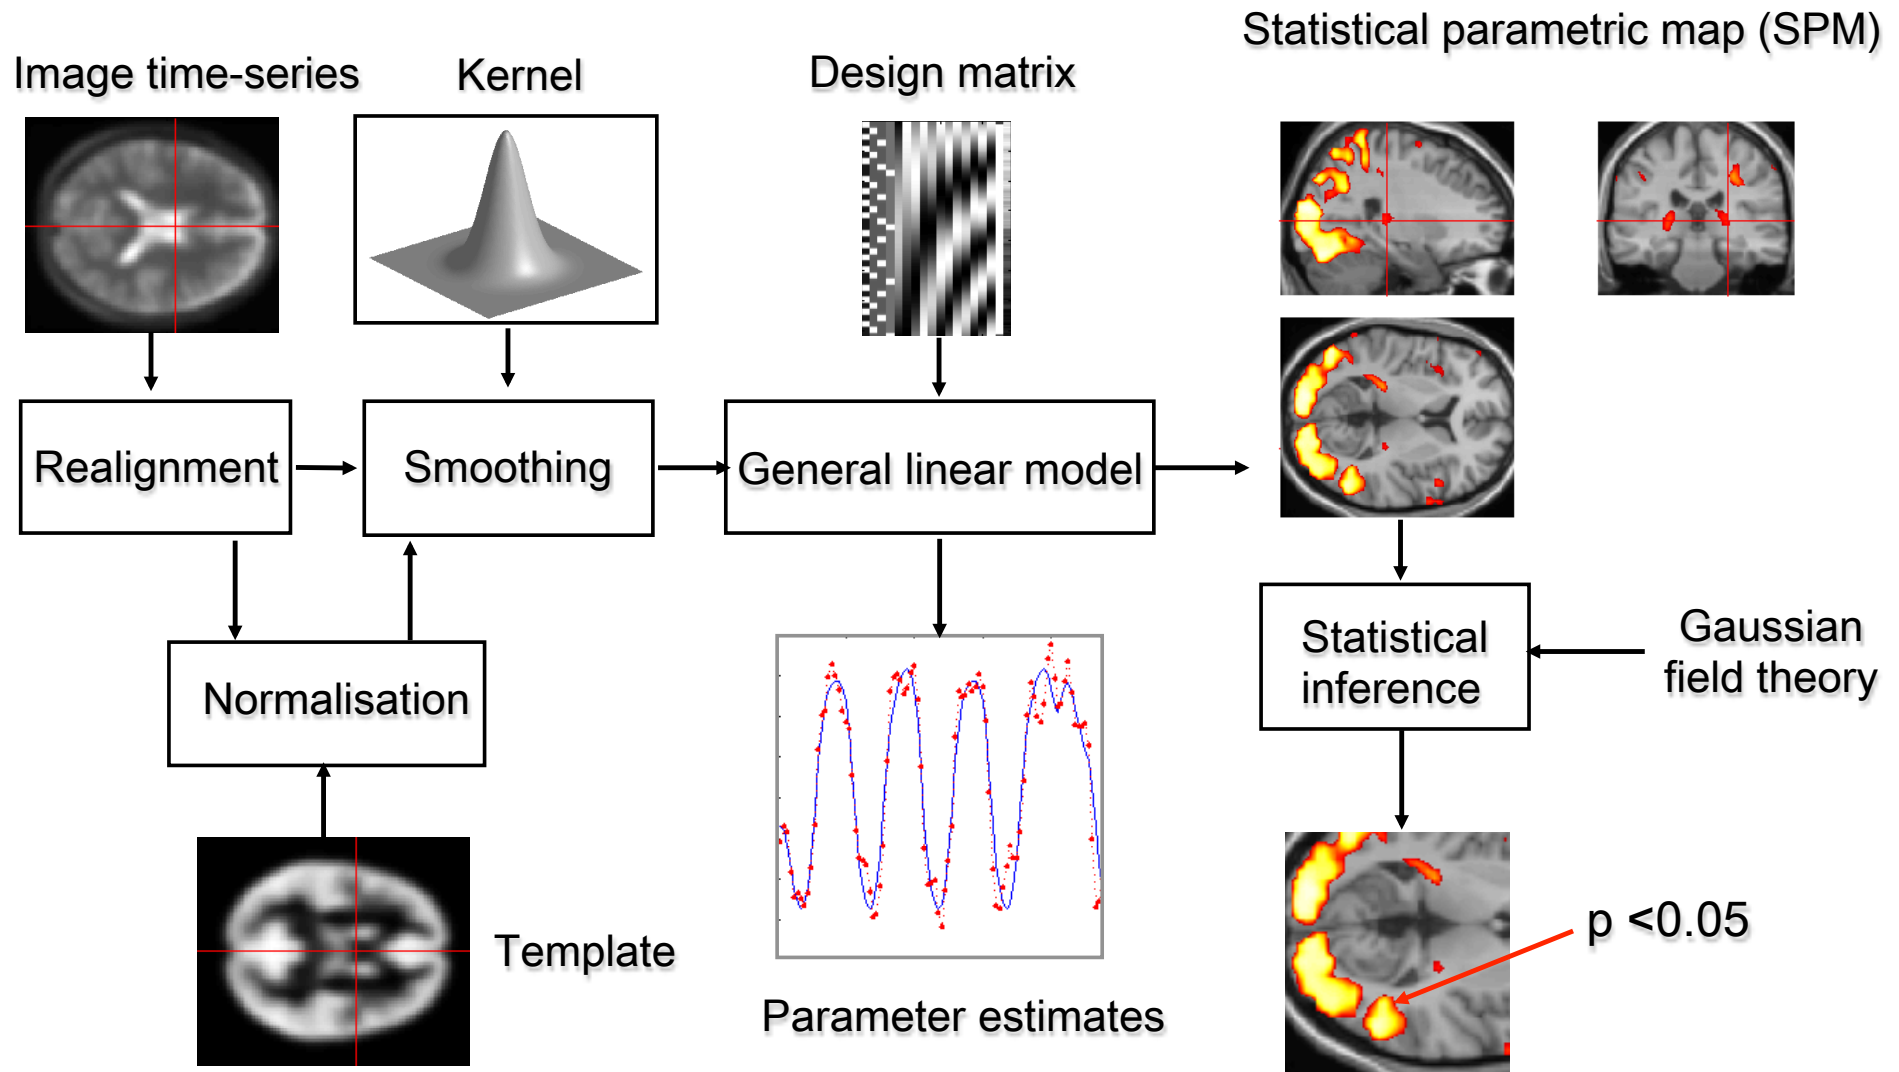 Statistical parametric map (SPM)
Image time-series
Kernel
Design matrix
Realignment
Smoothing
General linear model
Statistical
inference
Gaussian
field theory
Normalisation
Template
p <0.05
Parameter estimates